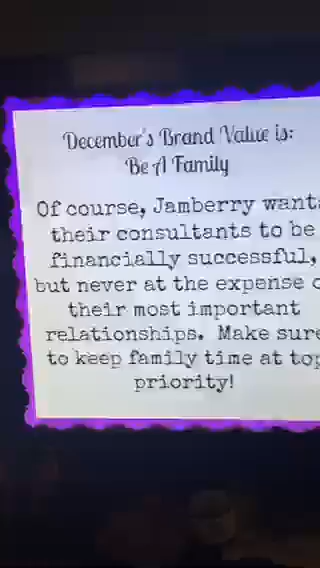 December's Brand Value is:
Be A Family
Of course, Jamberry want
their consultants to be
financially successful,
but never at the expense
their most important
relationships. Make sure
to keep family time at top
priority!